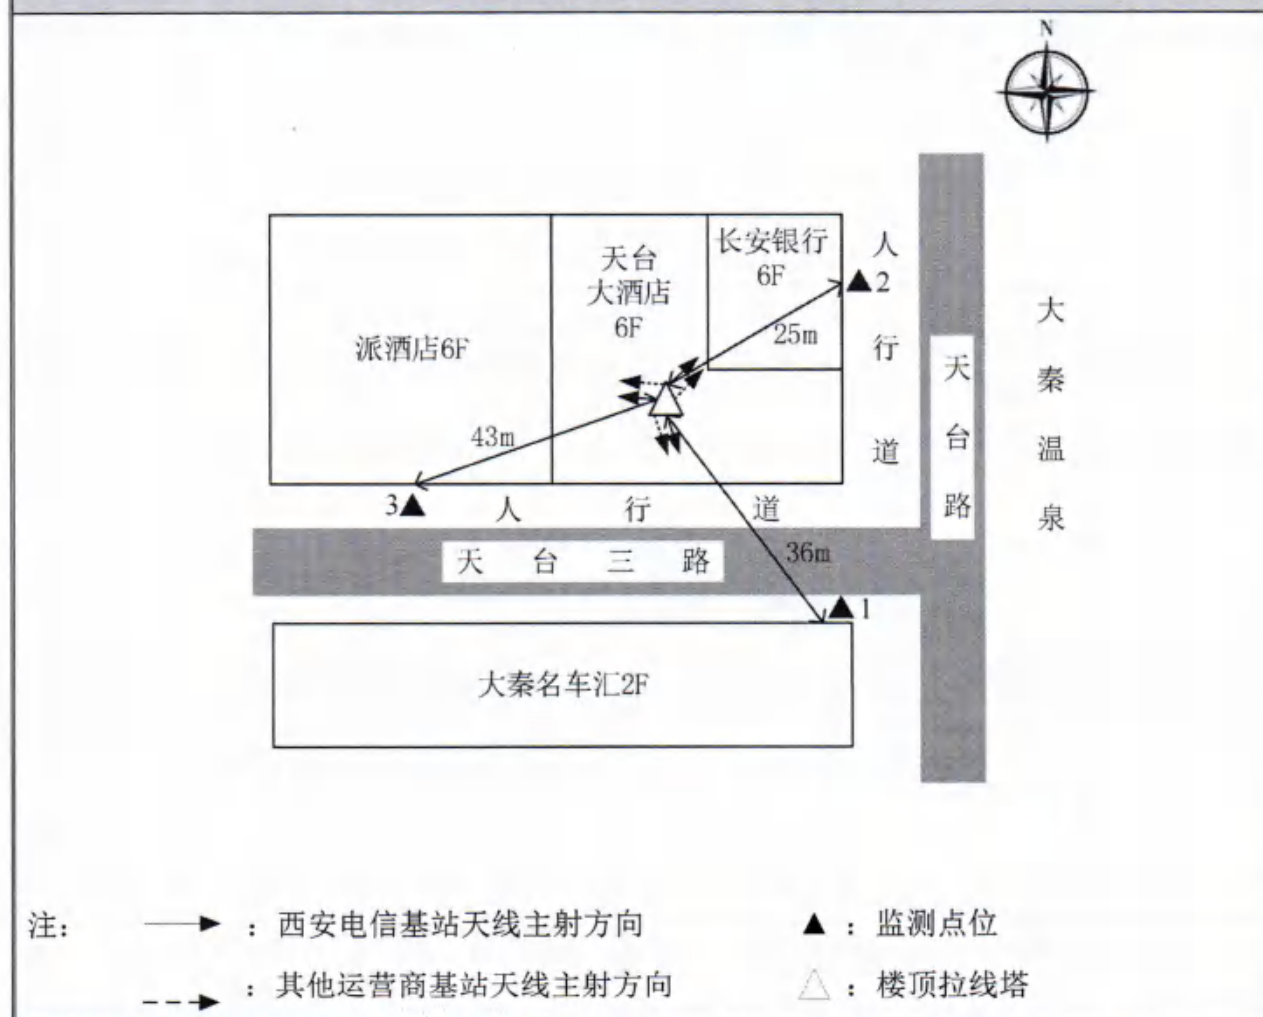 N
长安银行
6F
天台
大酒店
6F
派酒店6F
人行道
2
25m
天台路
大秦温泉
43m
3
人行道
天台三路
36m
1
大秦名车汇2F
注：
：西安电信基站天线主射方向
：监测点位
：其他运营商基站天线主射方向
：楼顶拉线塔